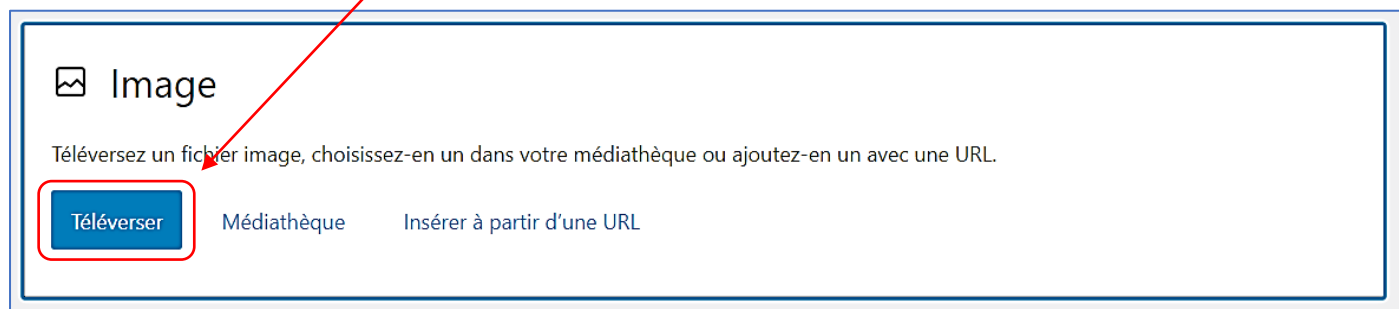 Image
Téléversez un fichier image, choisissez-en un dans votre médiathèque ou ajoutez-en un avec une URL.
Téléverser Médiathèque Insérer à partir d’une URL